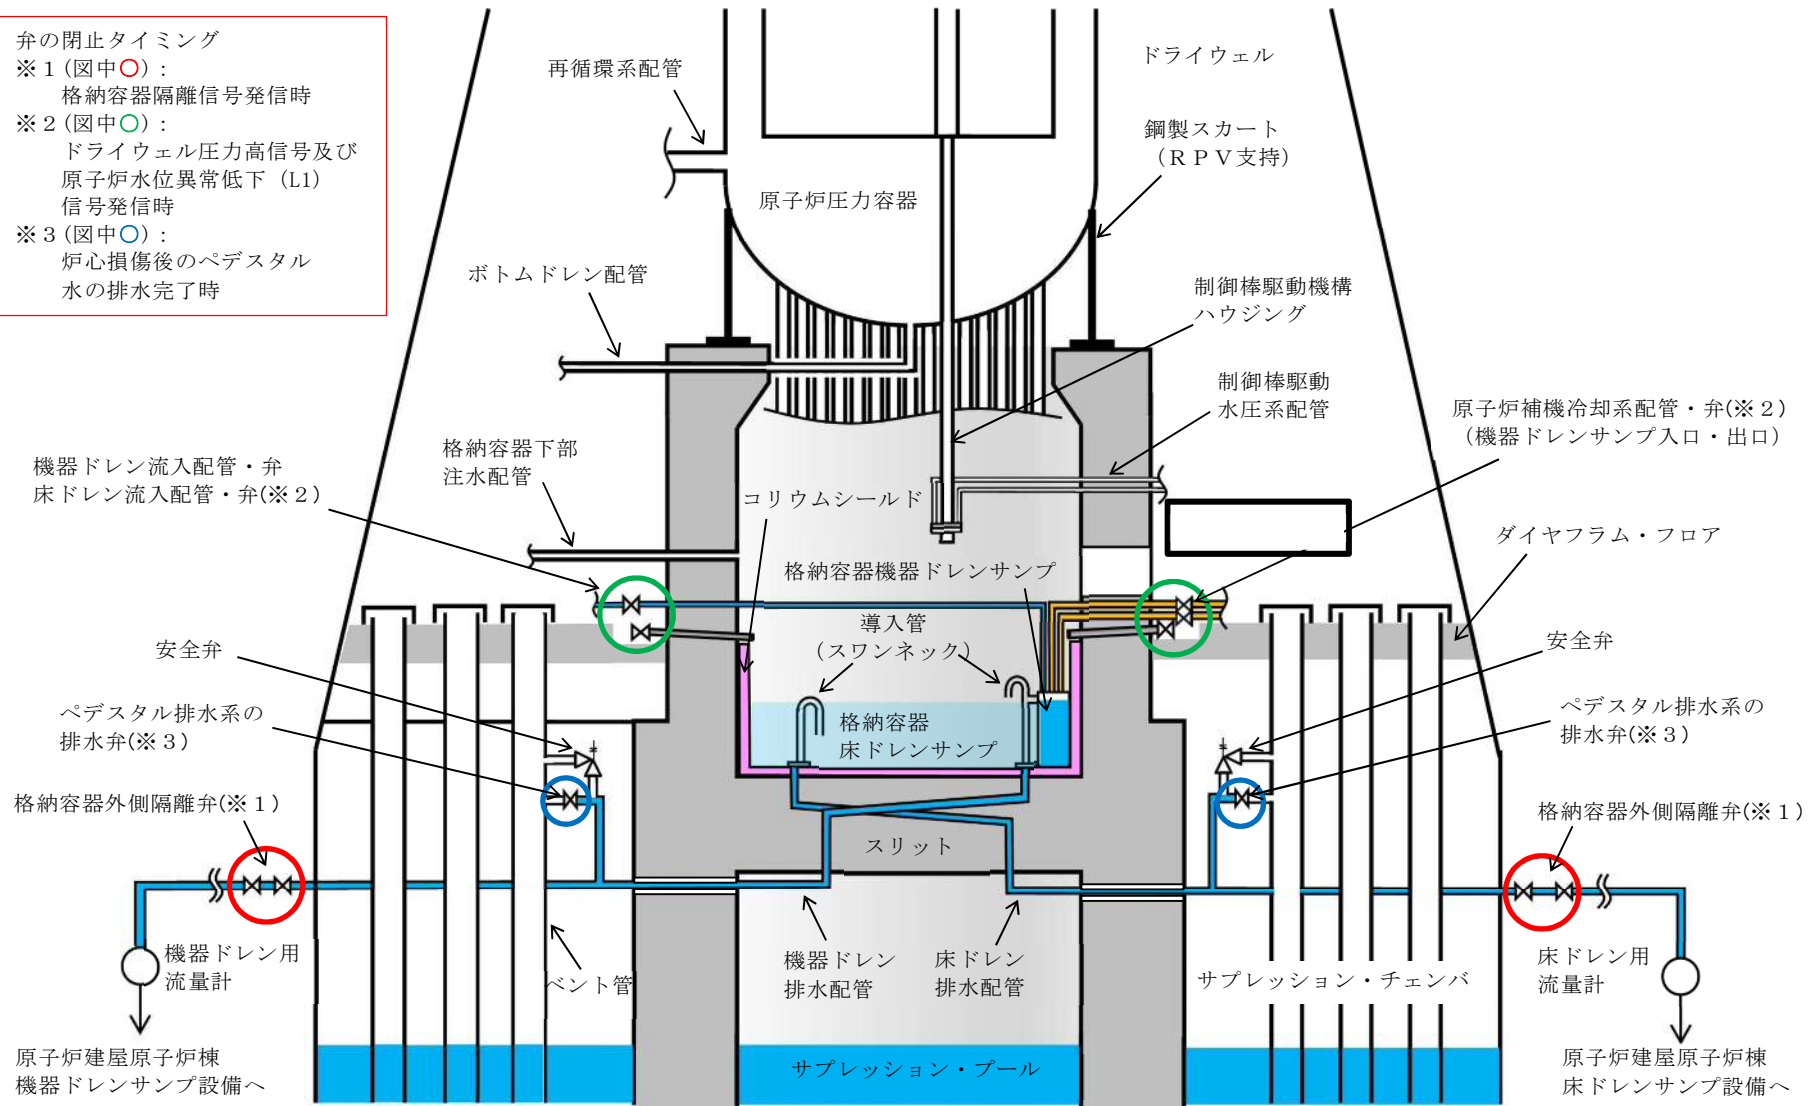 弁の閉止タイミング
※1(図中○):
格納容器隔離信号発信時
※2(図中○):
ドライウェル圧力高信号及び
原子炉水位異常低下(L1)
信号発信時
※3(図中○):
炉心損傷後のペデスタル
水の排水完了時
再循環系配管
ドライウェル
鋼製スカート
(RPV支持)
原子炉圧力容器
ボトムドレン配管
制御棒駆動機構
ハウジング
制御棒駆動
水圧系配管
原子炉補機冷却系配管・弁(※2)
(機器ドレンサンプ入口・出口)
機器ドレン流入配管・弁
床ドレン流入配管・弁(※2)
格納容器下部
注水配管
コリウムシールド
ダイヤフラム・フロア
格納容器機器ドレンサンプ
導入管
(スワンネック)
安全弁
安全弁
ペデスタル排水系の
排水弁(※3)
格納容器
床ドレンサンプ
ペデスタル排水系の
排水弁(※3)
格納容器外側隔離弁(※1)
格納容器外側隔離弁(※1)
スリット
機器ドレン用
流量計
ベント管
機器ドレン
排水配管
床ドレン
排水配管
サプレッション・チェンバ
床ドレン用
流量計
原子炉建屋原子炉棟
機器ドレンサンプ設備へ
サプレッション・プール
原子炉建屋原子炉棟
床ドレンサンプ設備へ